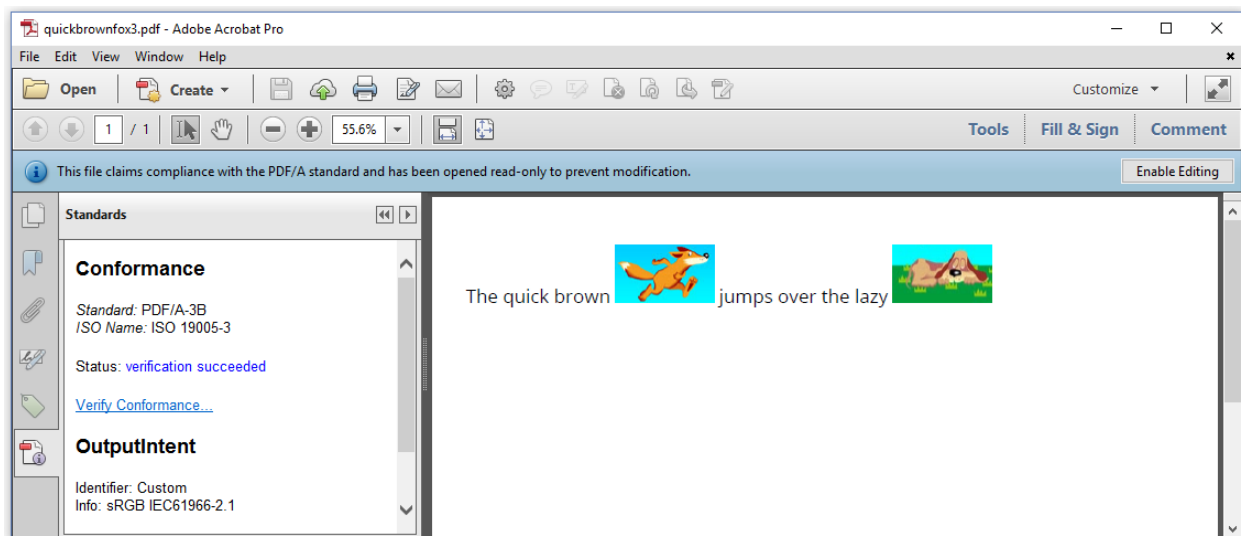 quickbrownfox3.pdf - Adobe Acrobat Pro
File Edit View Window Help
Open Create Customize
1 / 1 55.6% Tools Fill & Sign Comment
This file claims compliance with the PDF/A standard and has been opened read-only to prevent modification. Enable Editing
Standards
Conformance
Standard: PDF/A-3B
ISO Name: ISO 19005-3
Status: verification succeeded
Verify Conformance...
OutputIntent
Identifier: Custom
Info: sRGB IEC61966-2.1
The quick brown jumps over the lazy